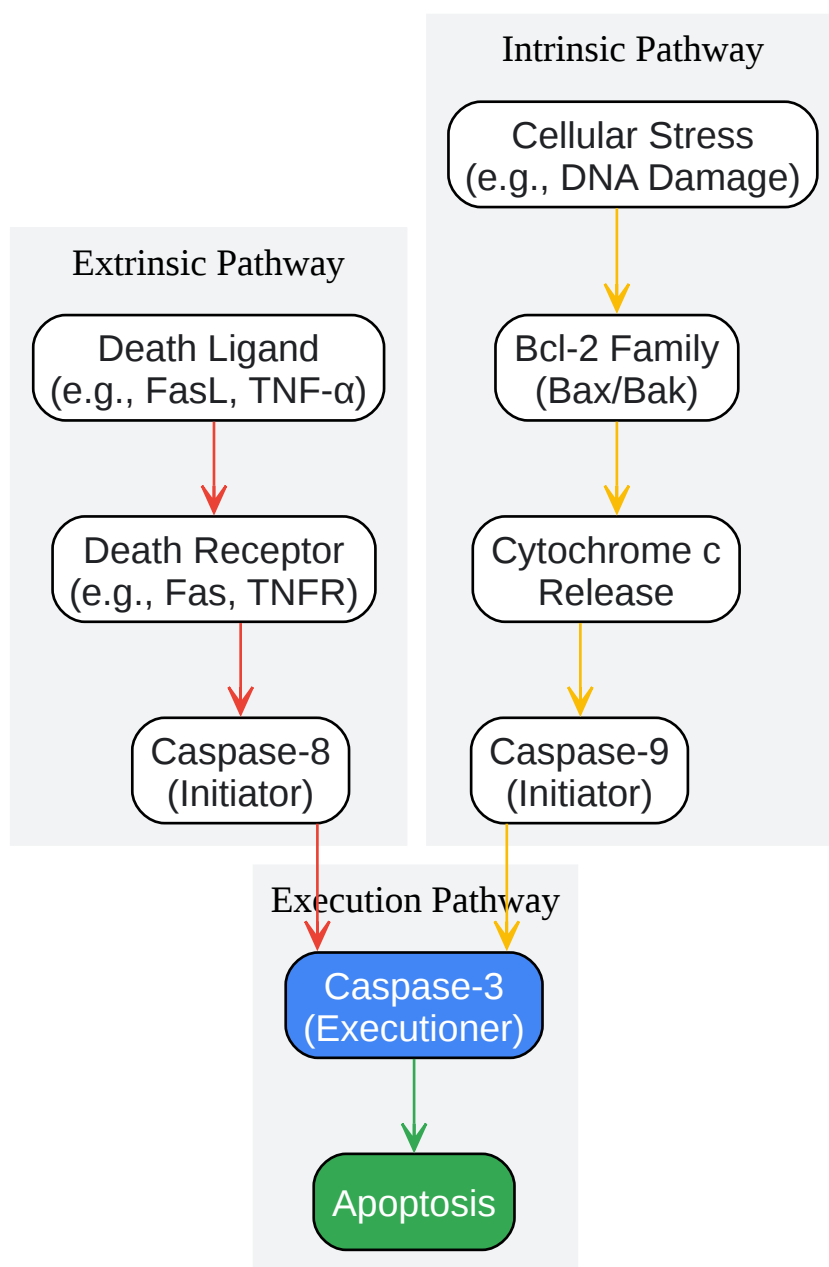 Intrinsic Pathway
Cellular Stress
(e.g., DNA Damage)
Extrinsic Pathway
Death Ligand
(e.g., FasL, TNF-α)
Bcl-2 Family
(Bax/Bak)
Death Receptor
(e.g., Fas, TNFR)
Cytochrome c
Release
Caspase-8
(Initiator)
Caspase-9
(Initiator)
Execution Pathway
Caspase-3
(Executioner)
Apoptosis